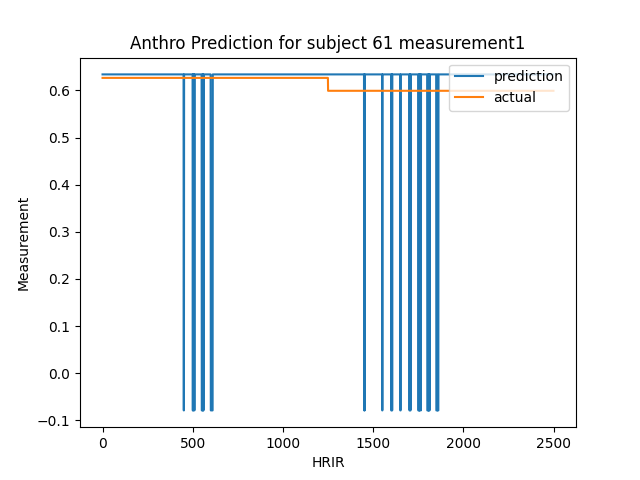 Anthro Prediction for subject 61 measurement1
prediction
actual
Measurement
0.6
0.5
0.4
0.3
0.2
0.1
0.0
−0.1
0
500
1000
1500
2000
2500
HRIR